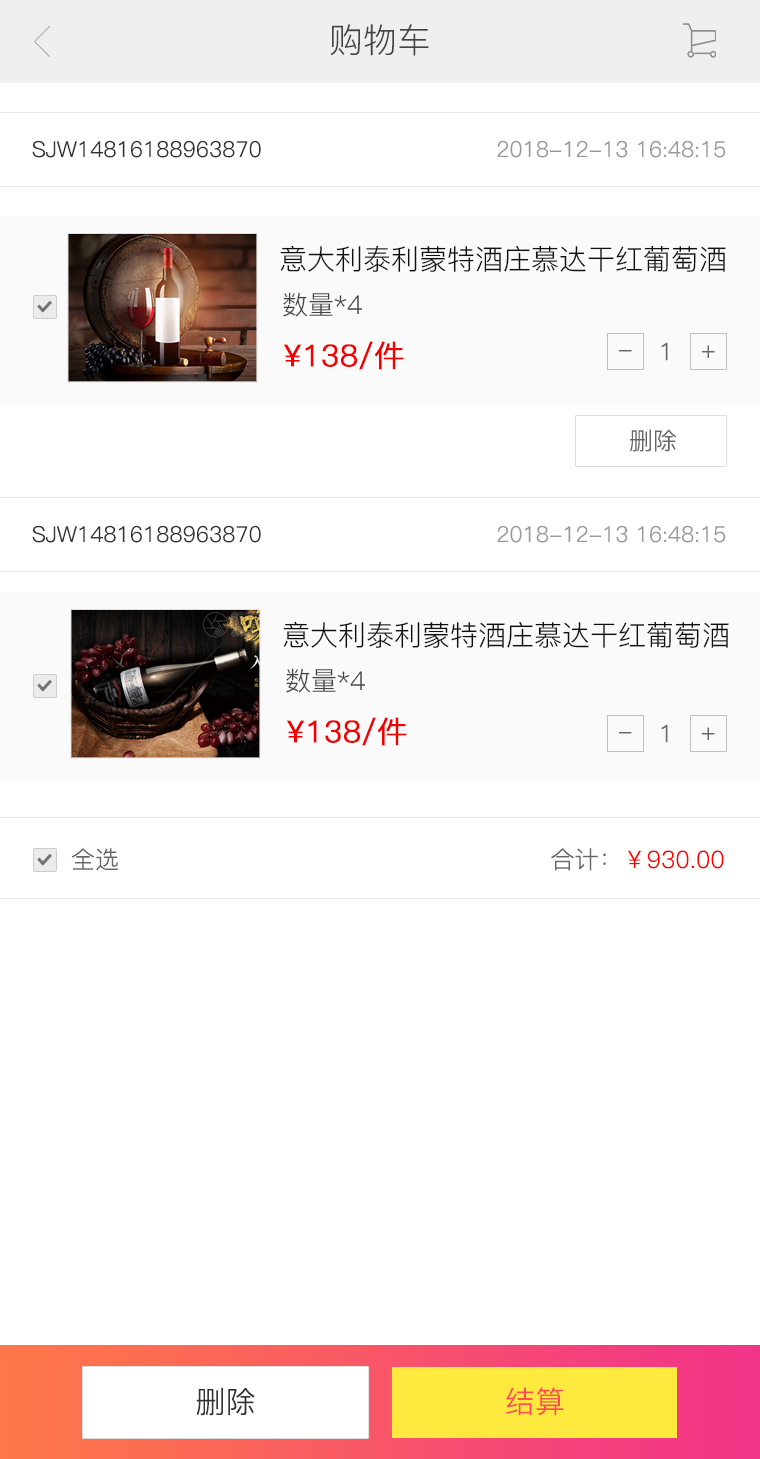 购物车
SJW14816188963870 2018-12-13 16:48:15
意大利泰利蒙特酒庄慕达干红葡萄酒
数量*4
¥138/件 － 1 +
删除
SJW14816188963870 2018-12-13 16:48:15
意大利泰利蒙特酒庄慕达干红葡萄酒
数量*4
¥138/件 － 1 +
全选 合计： ¥930.00
删除 结算